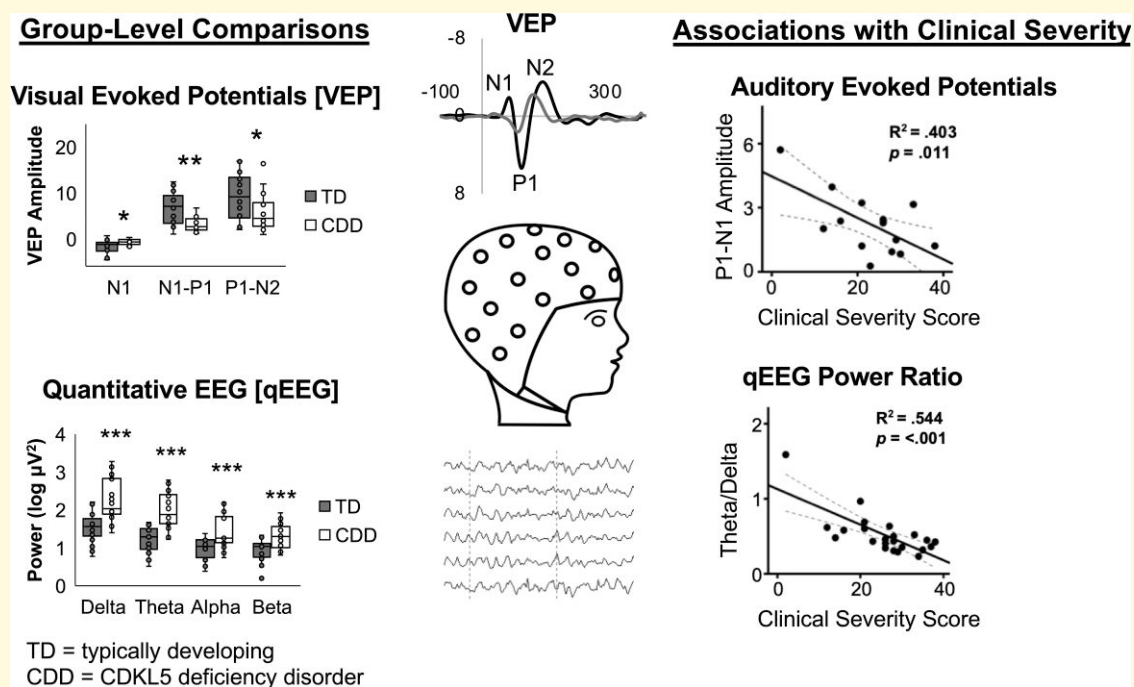 Group-Level Comparisons
Visual Evoked Potentials [VEP]
VEP Amplitude
20
10
0
*
**
*
TD
CDD
N1 N1-P1 P1-N2
Quantitative EEG [qEEG]
Power (log μV²)
4
3
2
1
0
***
***
***
***
TD
CDD
Delta Theta Alpha Beta
TD = typically developing
CDD = CDKL5 deficiency disorder
VEP
-8
N1 N2
-100 0 300
P1
8
Associations with Clinical Severity
Auditory Evoked Potentials
R² = .403
p = .011
P1-N1 Amplitude
6
3
0
0 20 40
Clinical Severity Score
qEEG Power Ratio
R² = .544
p = <.001
Theta/Delta
2
1
0
0 20 40
Clinical Severity Score